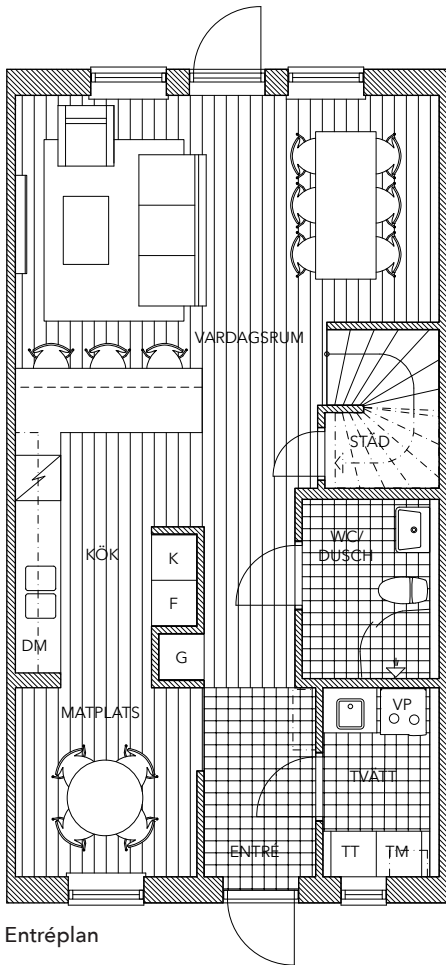 VARDAGSRUM
STÄD
WC/
DUSCH
KÖK
K
F
G
DM
MATPLATS
VP
TVÄTT
ENTRÉ
TT
TM
Entréplan